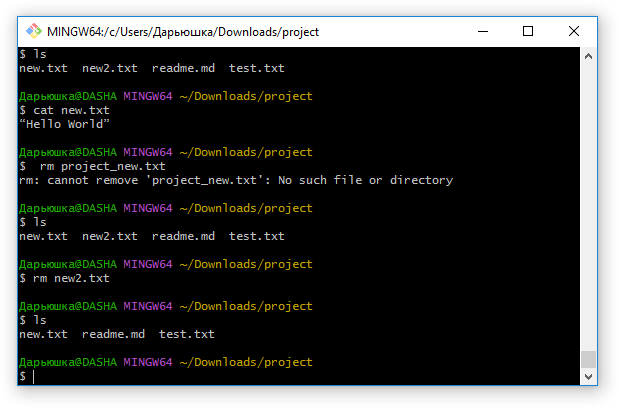 MINGW64:/c/Users/Дарьюшка/Downloads/project
$ ls
new.txt  new2.txt  readme.md  test.txt
Дарьюшка@DASHA MINGW64 ~/Downloads/project
$ cat new.txt
“Hello World”
Дарьюшка@DASHA MINGW64 ~/Downloads/project
$  rm project_new.txt
rm: cannot remove 'project_new.txt': No such file or directory
Дарьюшка@DASHA MINGW64 ~/Downloads/project
$ ls
new.txt  new2.txt  readme.md  test.txt
Дарьюшка@DASHA MINGW64 ~/Downloads/project
$ rm new2.txt
Дарьюшка@DASHA MINGW64 ~/Downloads/project
$ ls
new.txt  readme.md  test.txt
Дарьюшка@DASHA MINGW64 ~/Downloads/project
$